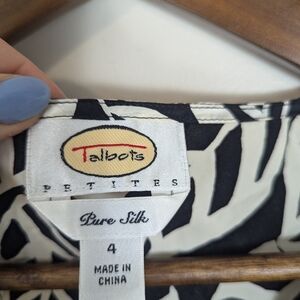 Talbots
PETITES
Pure Silk
4
MADE IN
CHINA